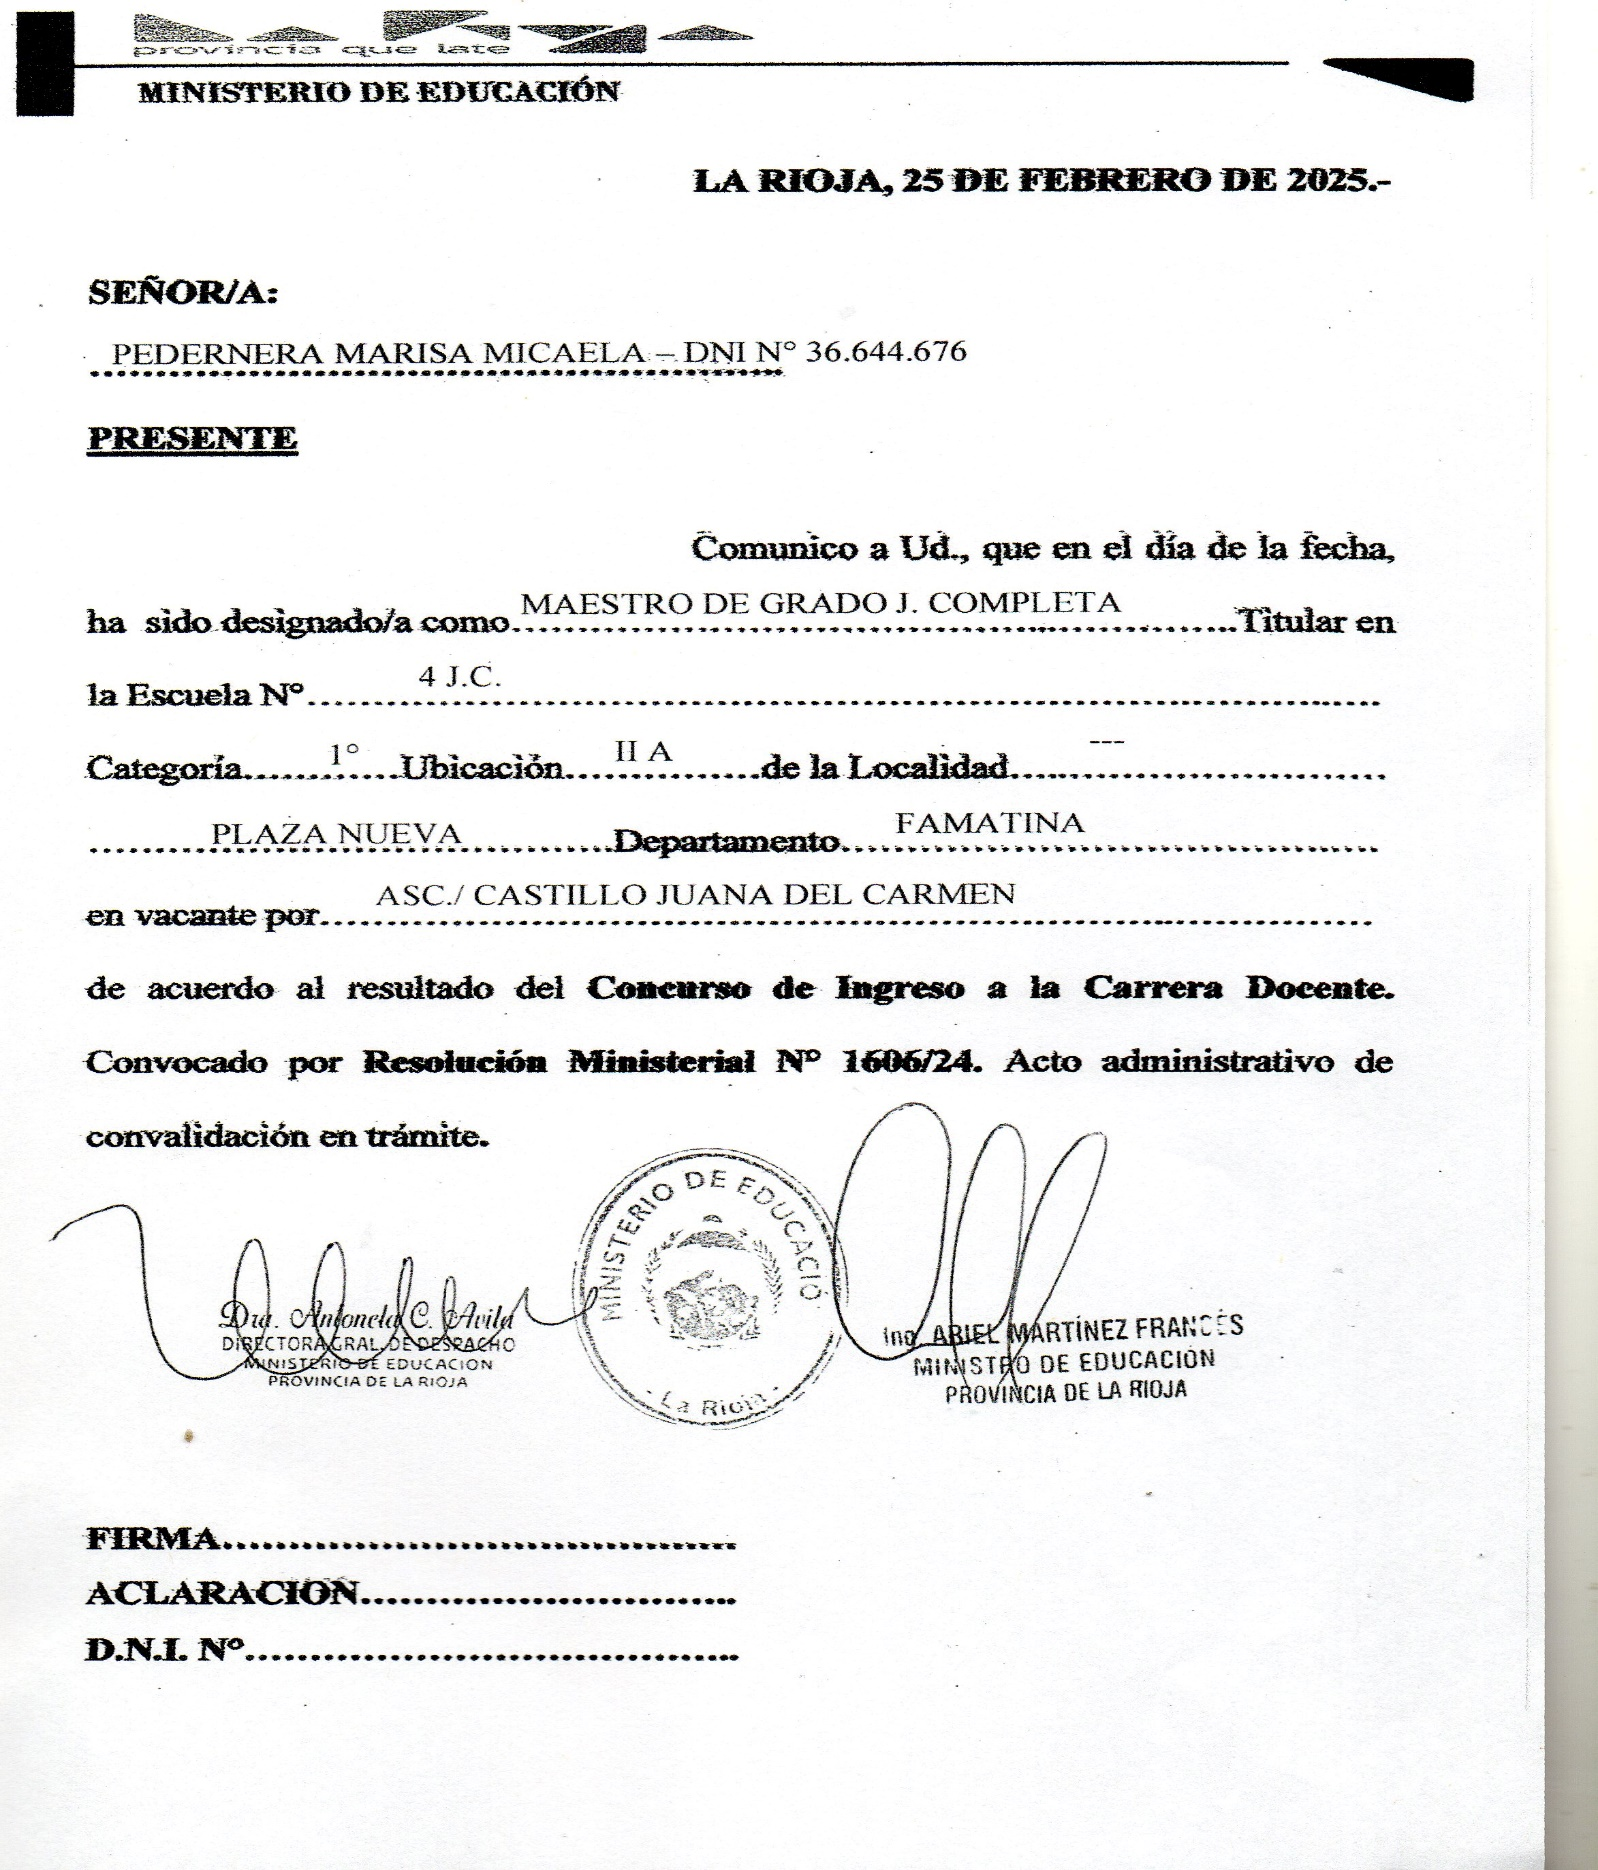 provincia que late
MINISTERIO DE EDUCACIÓN
LA RIOJA, 25 DE FEBRERO DE 2025.-
SEÑOR/A:
PEDERNERA MARISA MICAELA – DNI N° 36.644.676
PRESENTE
Comunico a Ud., que en el día de la fecha,
ha sido designado/a como MAESTRO DE GRADO J. COMPLETA Titular en
la Escuela Nº 4 J.C.
Categoría 1° Ubicación II A de la Localidad ---
PLAZA NUEVA Departamento FAMATINA
en vacante por ASC./ CASTILLO JUANA DEL CARMEN
de acuerdo al resultado del Concurso de Ingreso a la Carrera Docente.
Convocado por Resolución Ministerial Nº 1606/24. Acto administrativo de
convalidación en trámite.
MINISTERIO DE EDUCACIÓ
- La Rioja -
Dra. Antonela C. Avila
DIRECTORA GRAL. DE DESPACHO
MINISTERIO DE EDUCACION
PROVINCIA DE LA RIOJA
Ing. ARIEL MARTÍNEZ FRANCÉS
MINISTRO DE EDUCACIÓN
PROVINCIA DE LA RIOJA
FIRMA
ACLARACION
D.N.I. Nº